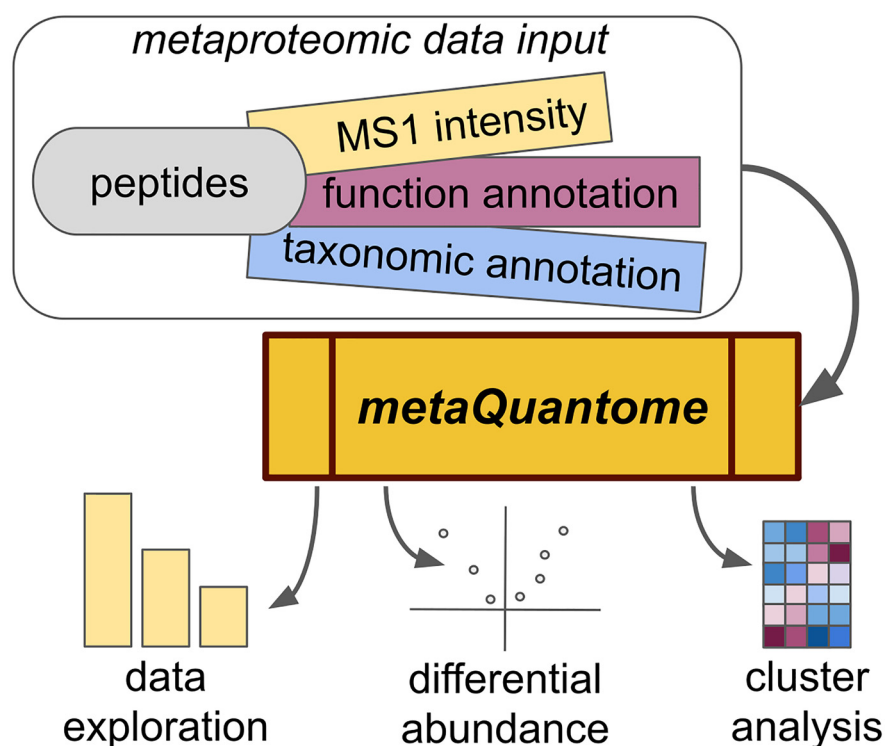 metaproteomic data input
MS1 intensity
peptides
function annotation
taxonomic annotation
metaQuantome
data
exploration
differential
abundance
cluster
analysis